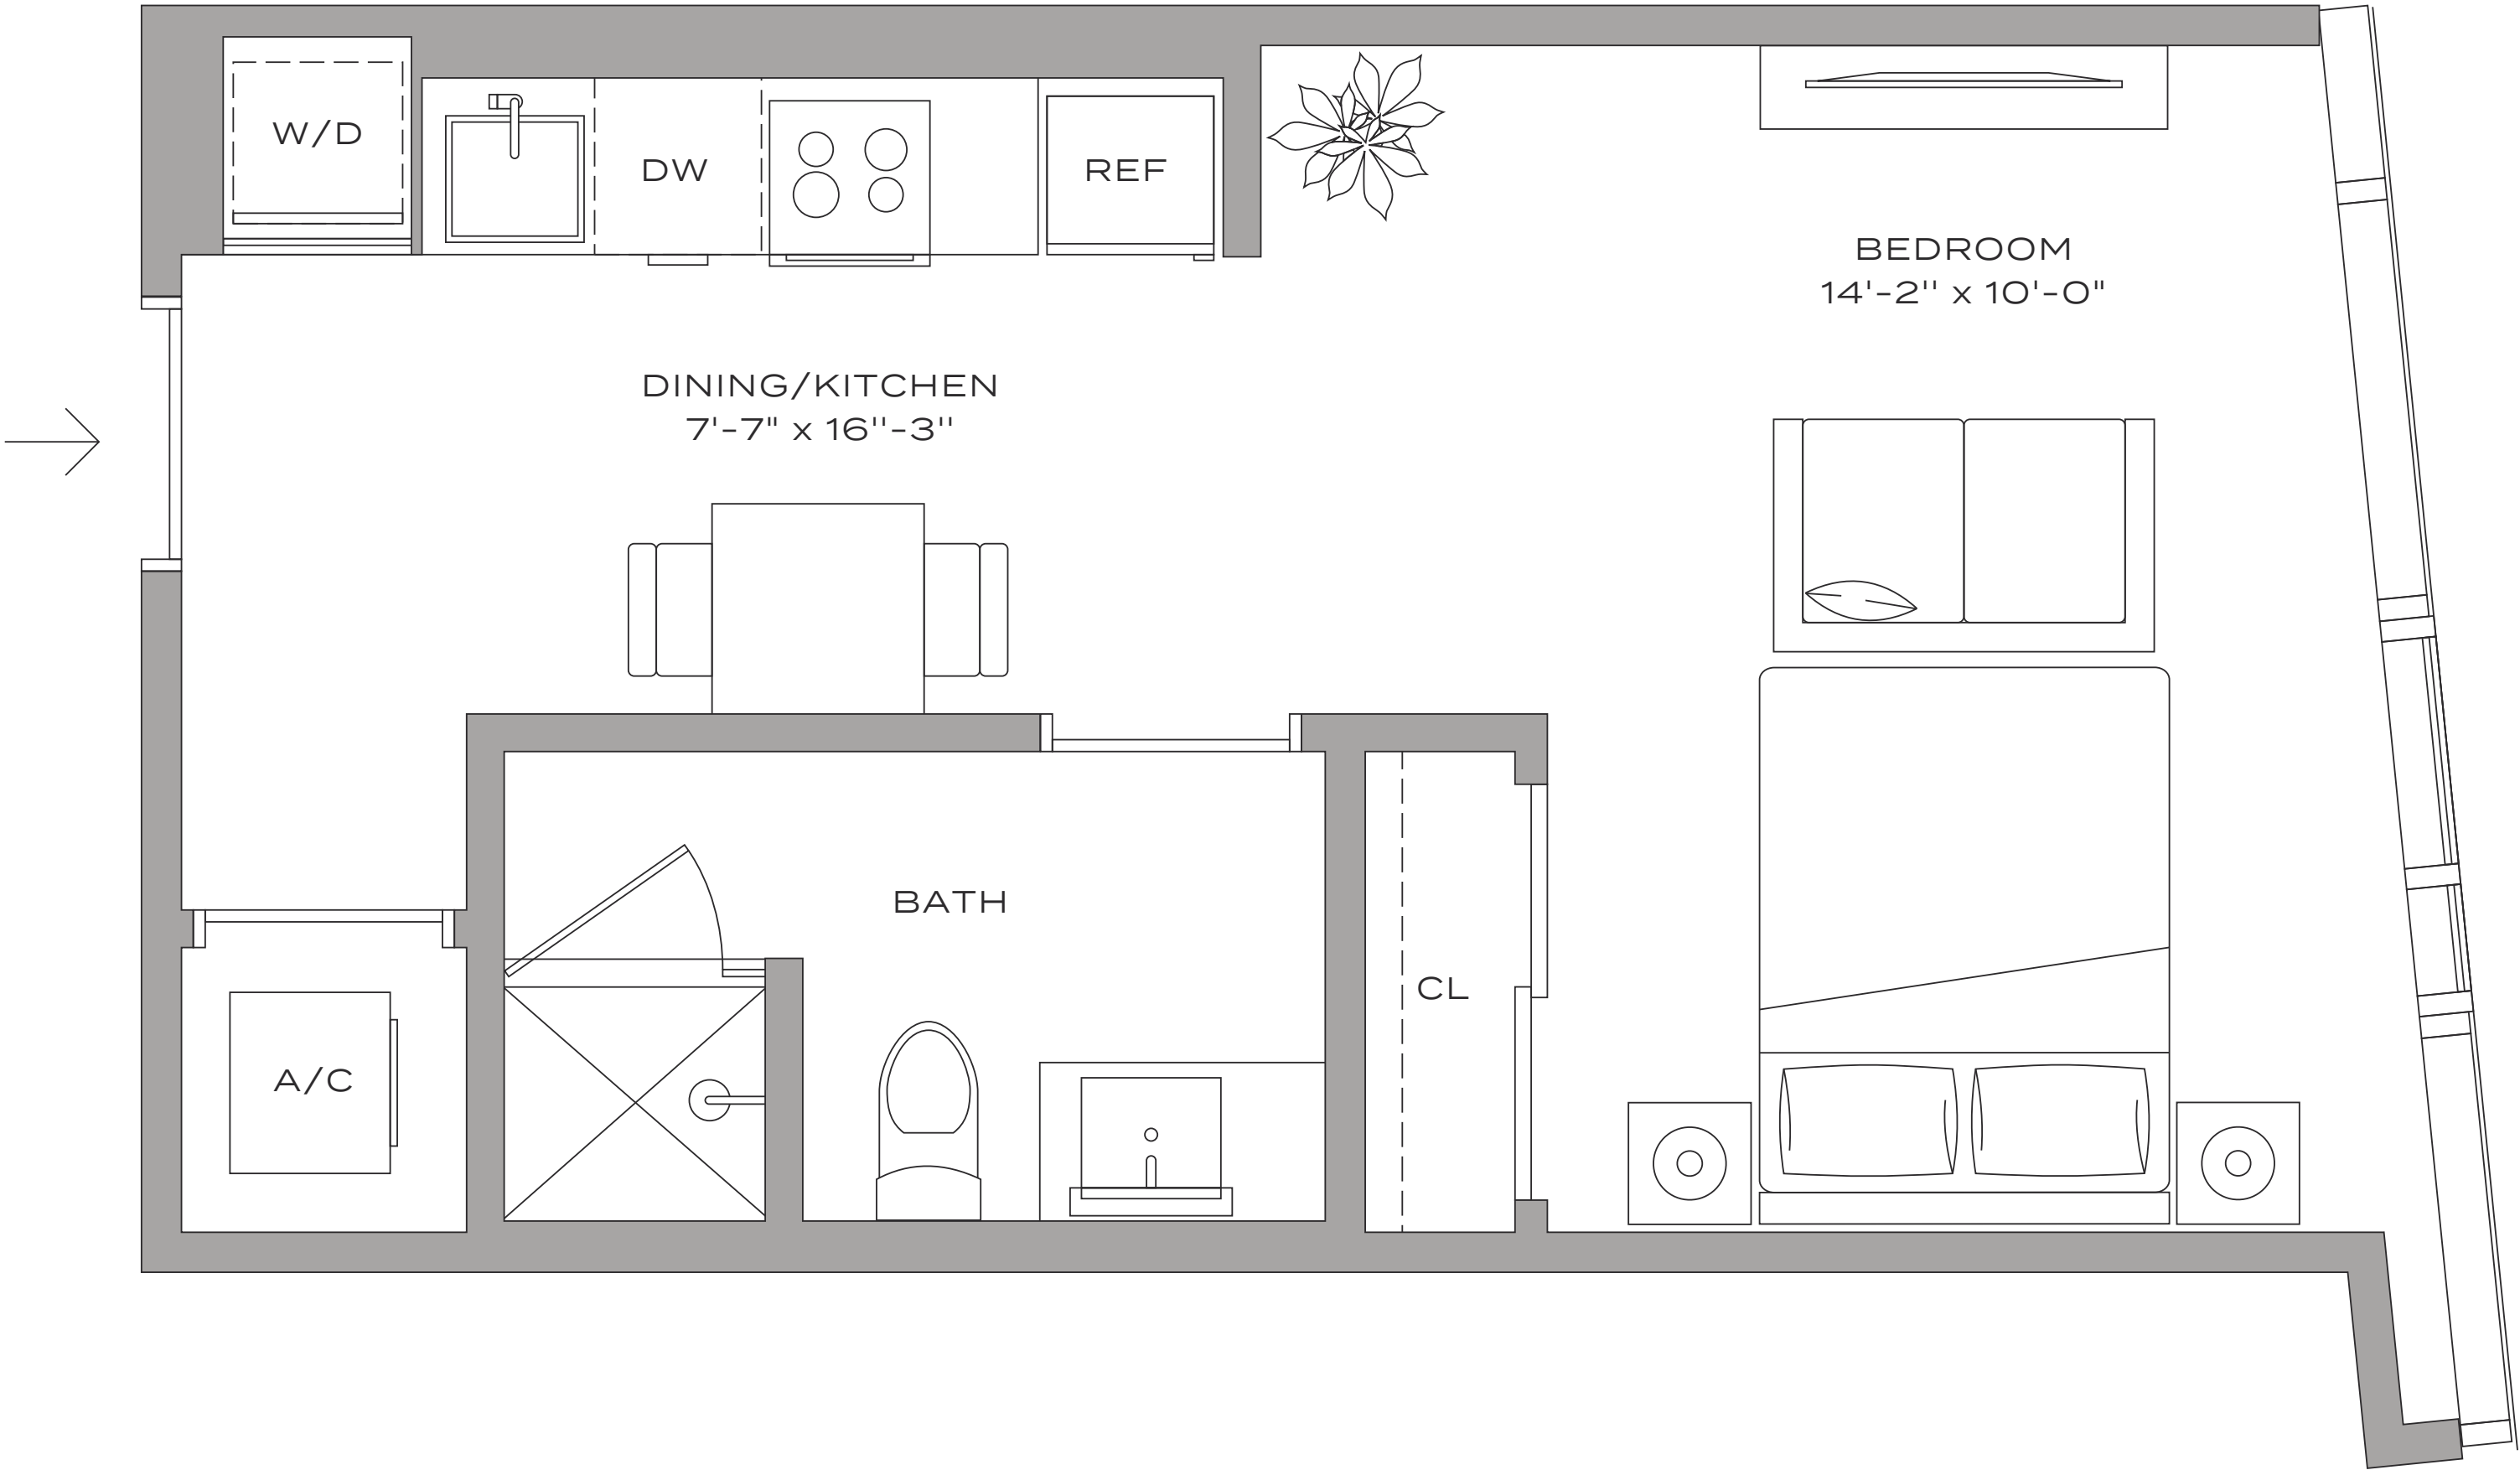 W/D
DW
REF
BEDROOM
14'-2'' x 10'-0"
DINING/KITCHEN
7'-7" x 16''-3''
BATH
CL
A/C